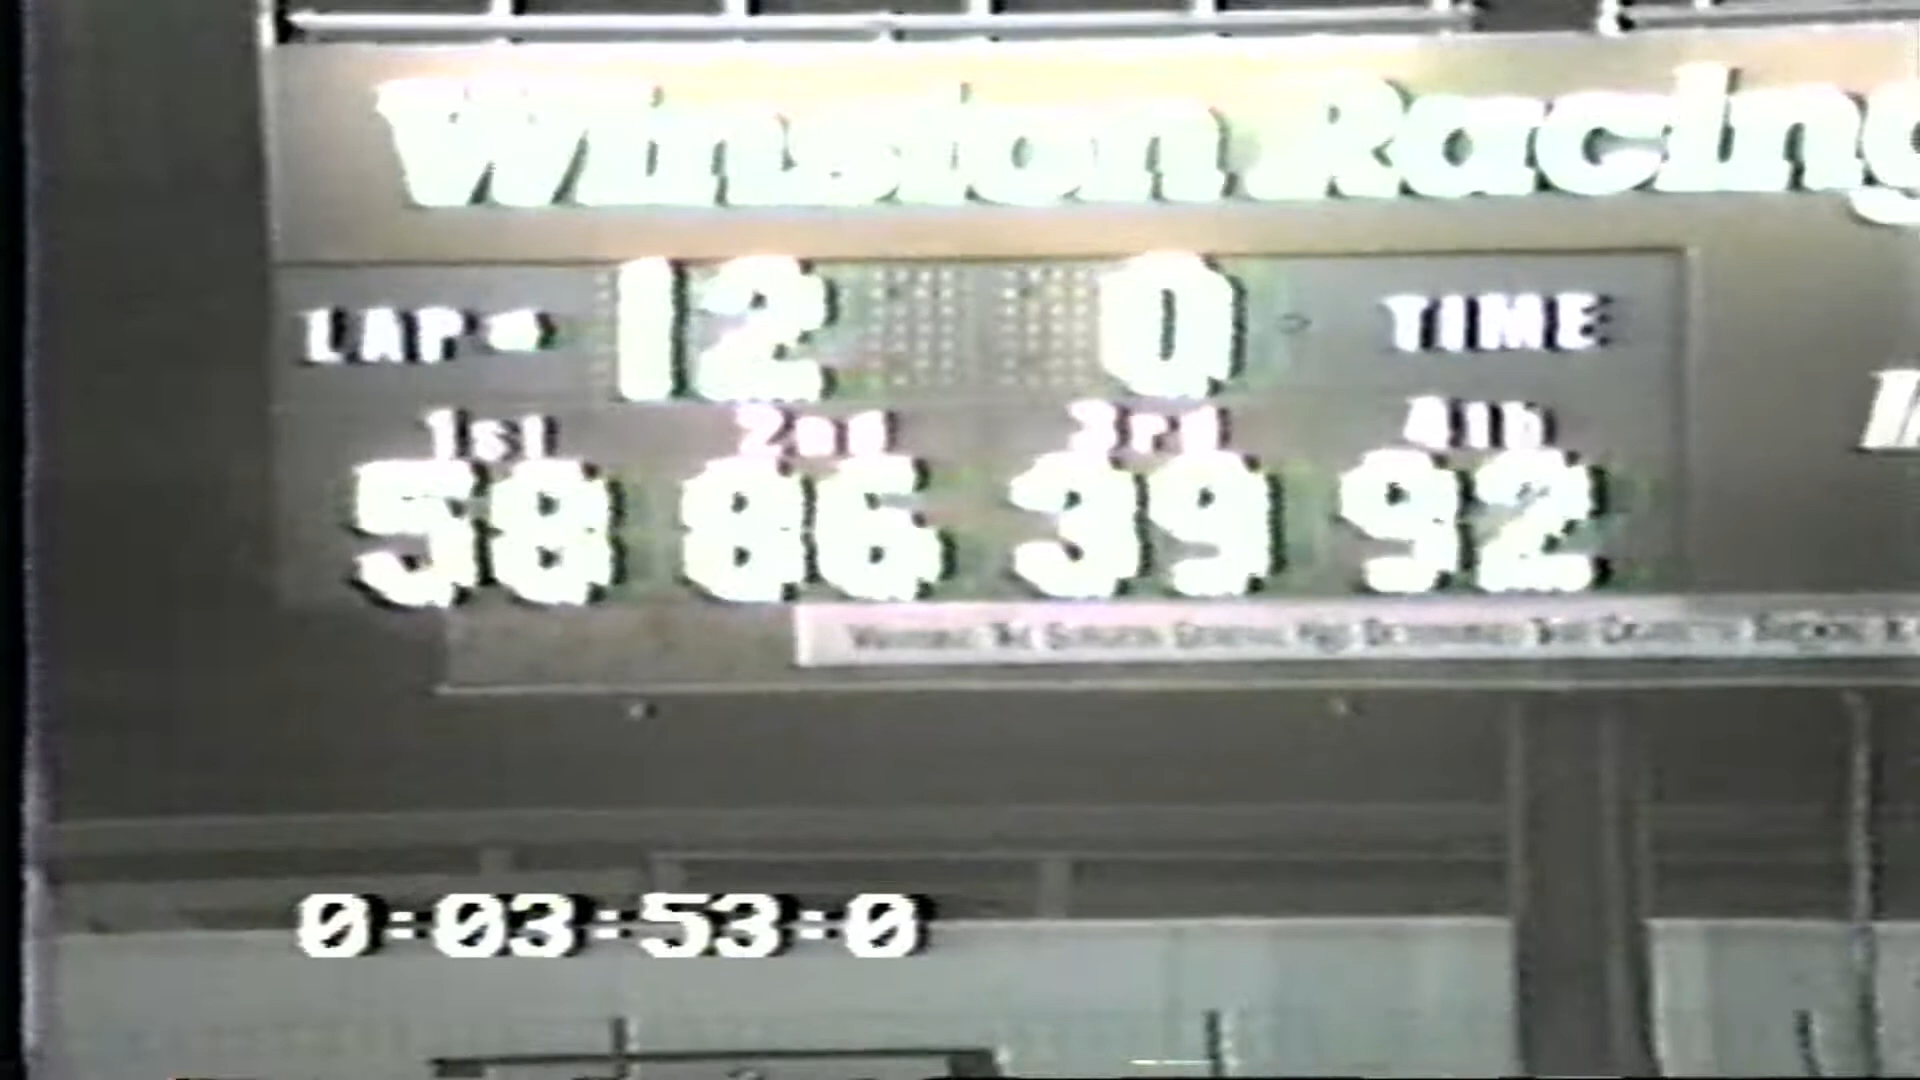 Winston Racing
LAP 12 0 TIME
1st 2nd 3rd 4th
58 86 39 92
0:03:53:0